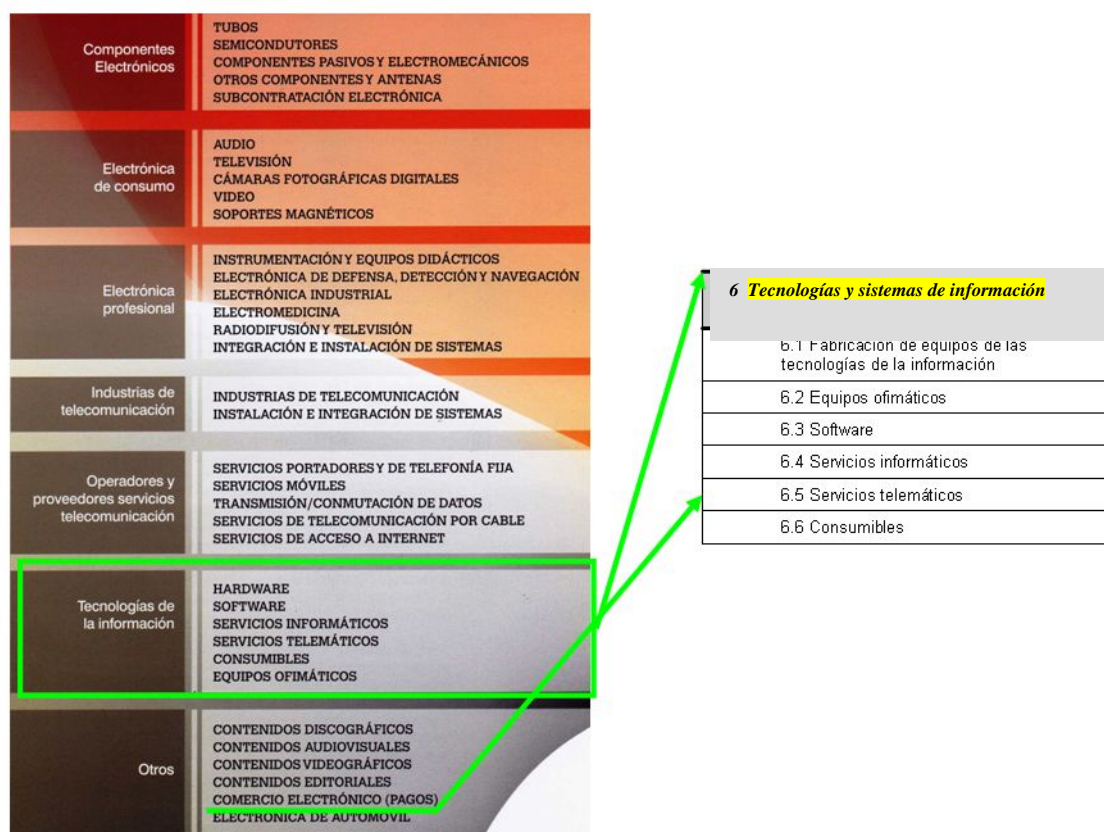 Componentes
Electrónicos
TUBOS
SEMICONDUTORES
COMPONENTES PASIVOS Y ELECTROMECÁNICOS
OTROS COMPONENTES Y ANTENAS
SUBCONTRATACIÓN ELECTRÓNICA
Electrónica
de consumo
AUDIO
TELEVISIÓN
CÁMARAS FOTOGRÁFICAS DIGITALES
VIDEO
SOPORTES MAGNÉTICOS
Electrónica
profesional
INSTRUMENTACIÓN Y EQUIPOS DIDÁCTICOS
ELECTRÓNICA DE DEFENSA, DETECCIÓN Y NAVEGACIÓN
ELECTRÓNICA INDUSTRIAL
ELECTROMEDICINA
RADIODIFUSIÓN Y TELEVISIÓN
INTEGRACIÓN E INSTALACIÓN DE SISTEMAS
Industrias de
telecomunicación
INDUSTRIAS DE TELECOMUNICACIÓN
INSTALACIÓN E INTEGRACIÓN DE SISTEMAS
Operadores y
proveedores servicios
telecomunicación
SERVICIOS PORTADORES Y DE TELEFONÍA FIJA
SERVICIOS MÓVILES
TRANSMISIÓN/CONMUTACIÓN DE DATOS
SERVICIOS DE TELECOMUNICACIÓN POR CABLE
SERVICIOS DE ACCESO A INTERNET
Tecnologías de
la información
HARDWARE
SOFTWARE
SERVICIOS INFORMÁTICOS
SERVICIOS TELEMÁTICOS
CONSUMIBLES
EQUIPOS OFIMÁTICOS
Otros
CONTENIDOS DISCOGRÁFICOS
CONTENIDOS AUDIOVISUALES
CONTENIDOS VIDEOGRÁFICOS
CONTENIDOS EDITORIALES
COMERCIO ELECTRÓNICO (PAGOS)
ELECTRÓNICA DE AUTOMÓVIL
6 Tecnologías y sistemas de información
6.1 Fabricación de equipos de las
tecnologías de la información
6.2 Equipos ofimáticos
6.3 Software
6.4 Servicios informáticos
6.5 Servicios telemáticos
6.6 Consumibles